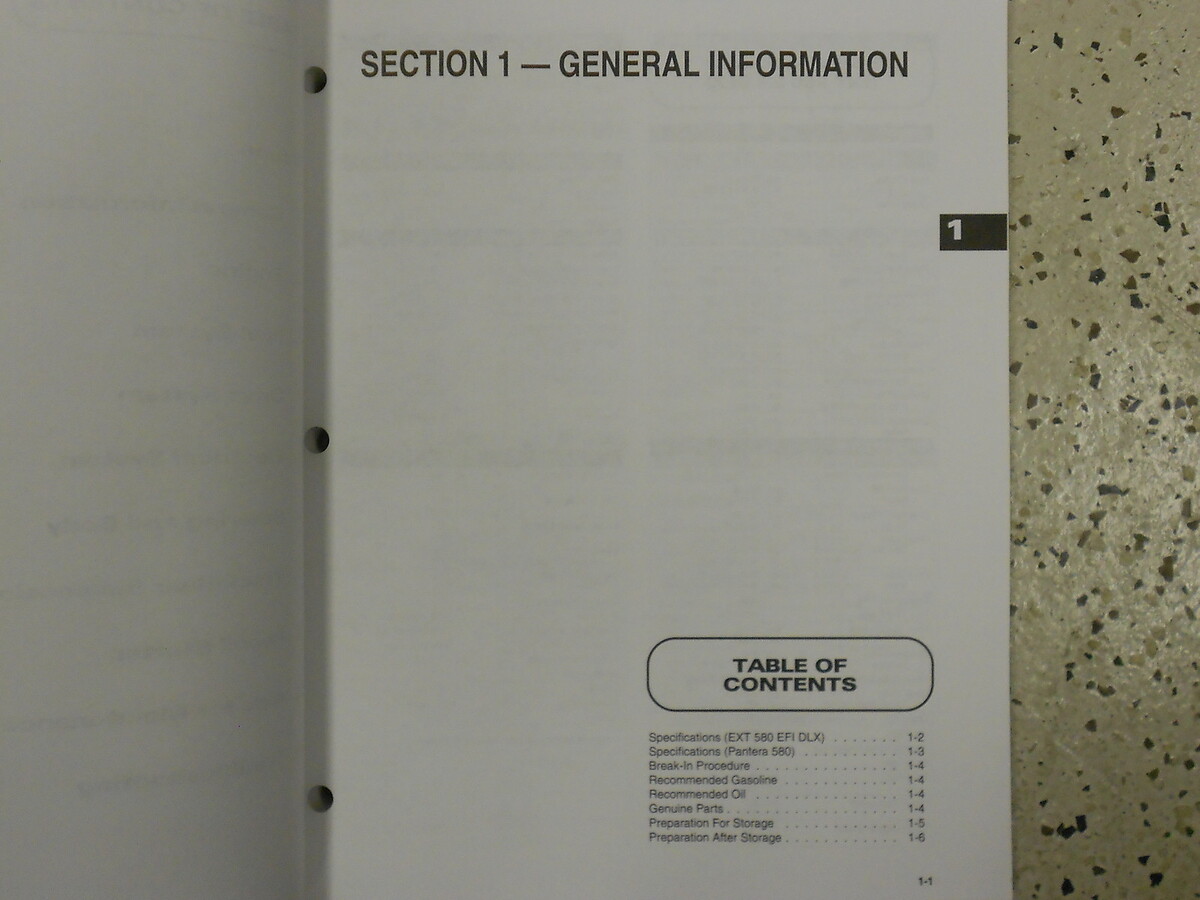 SECTION 1 — GENERAL INFORMATION
1
TABLE OF
CONTENTS
Specifications (EXT 580 EFI DLX) . . . . . . . 1-2
Specifications (Pantera 580) . . . . . . . . . . . 1-3
Break-In Procedure . . . . . . . . . . . . . . . . . 1-4
Recommended Gasoline . . . . . . . . . . . . . 1-4
Recommended Oil . . . . . . . . . . . . . . . . . 1-4
Genuine Parts . . . . . . . . . . . . . . . . . . . . 1-4
Preparation For Storage . . . . . . . . . . . . . . 1-5
Preparation After Storage . . . . . . . . . . . . . 1-6
1-1